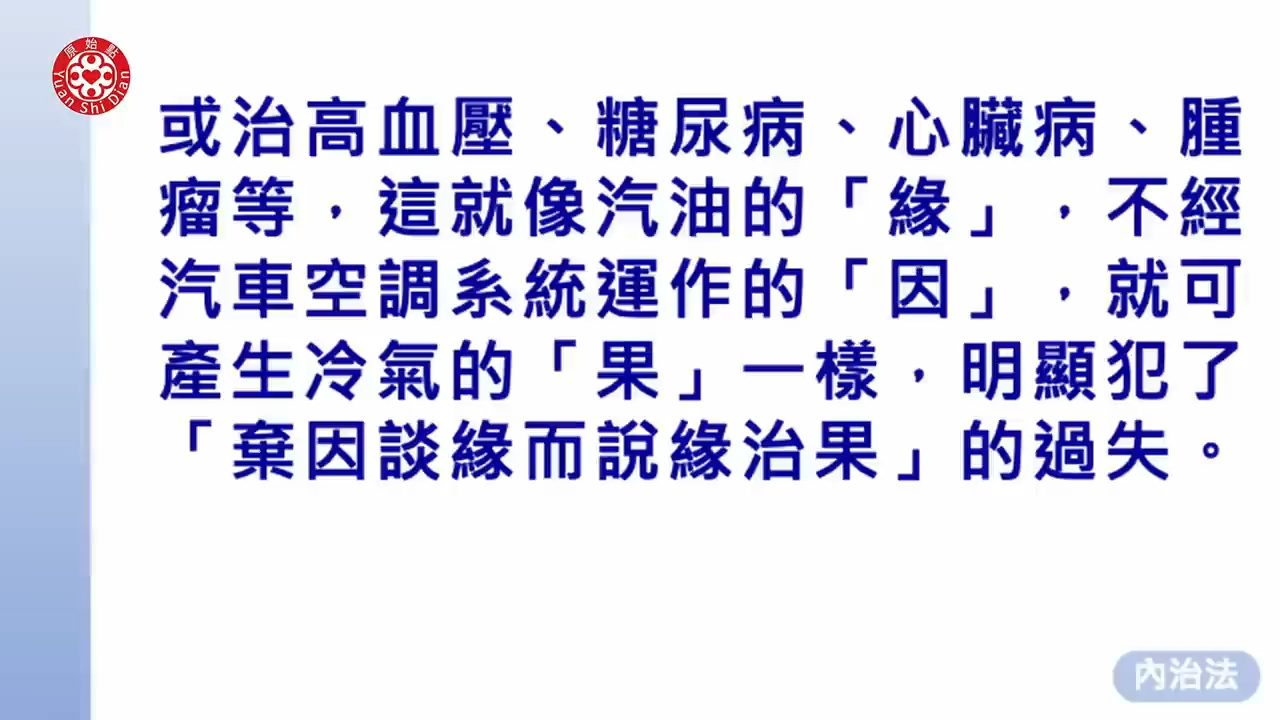 原始點
Yuan Shi Dian
或治高血壓、糖尿病、心臟病、腫
瘤等，這就像汽油的「緣」，不經
汽車空調系統運作的「因」，就可
產生冷氣的「果」一樣，明顯犯了
「棄因談緣而說緣治果」的過失。
內治法